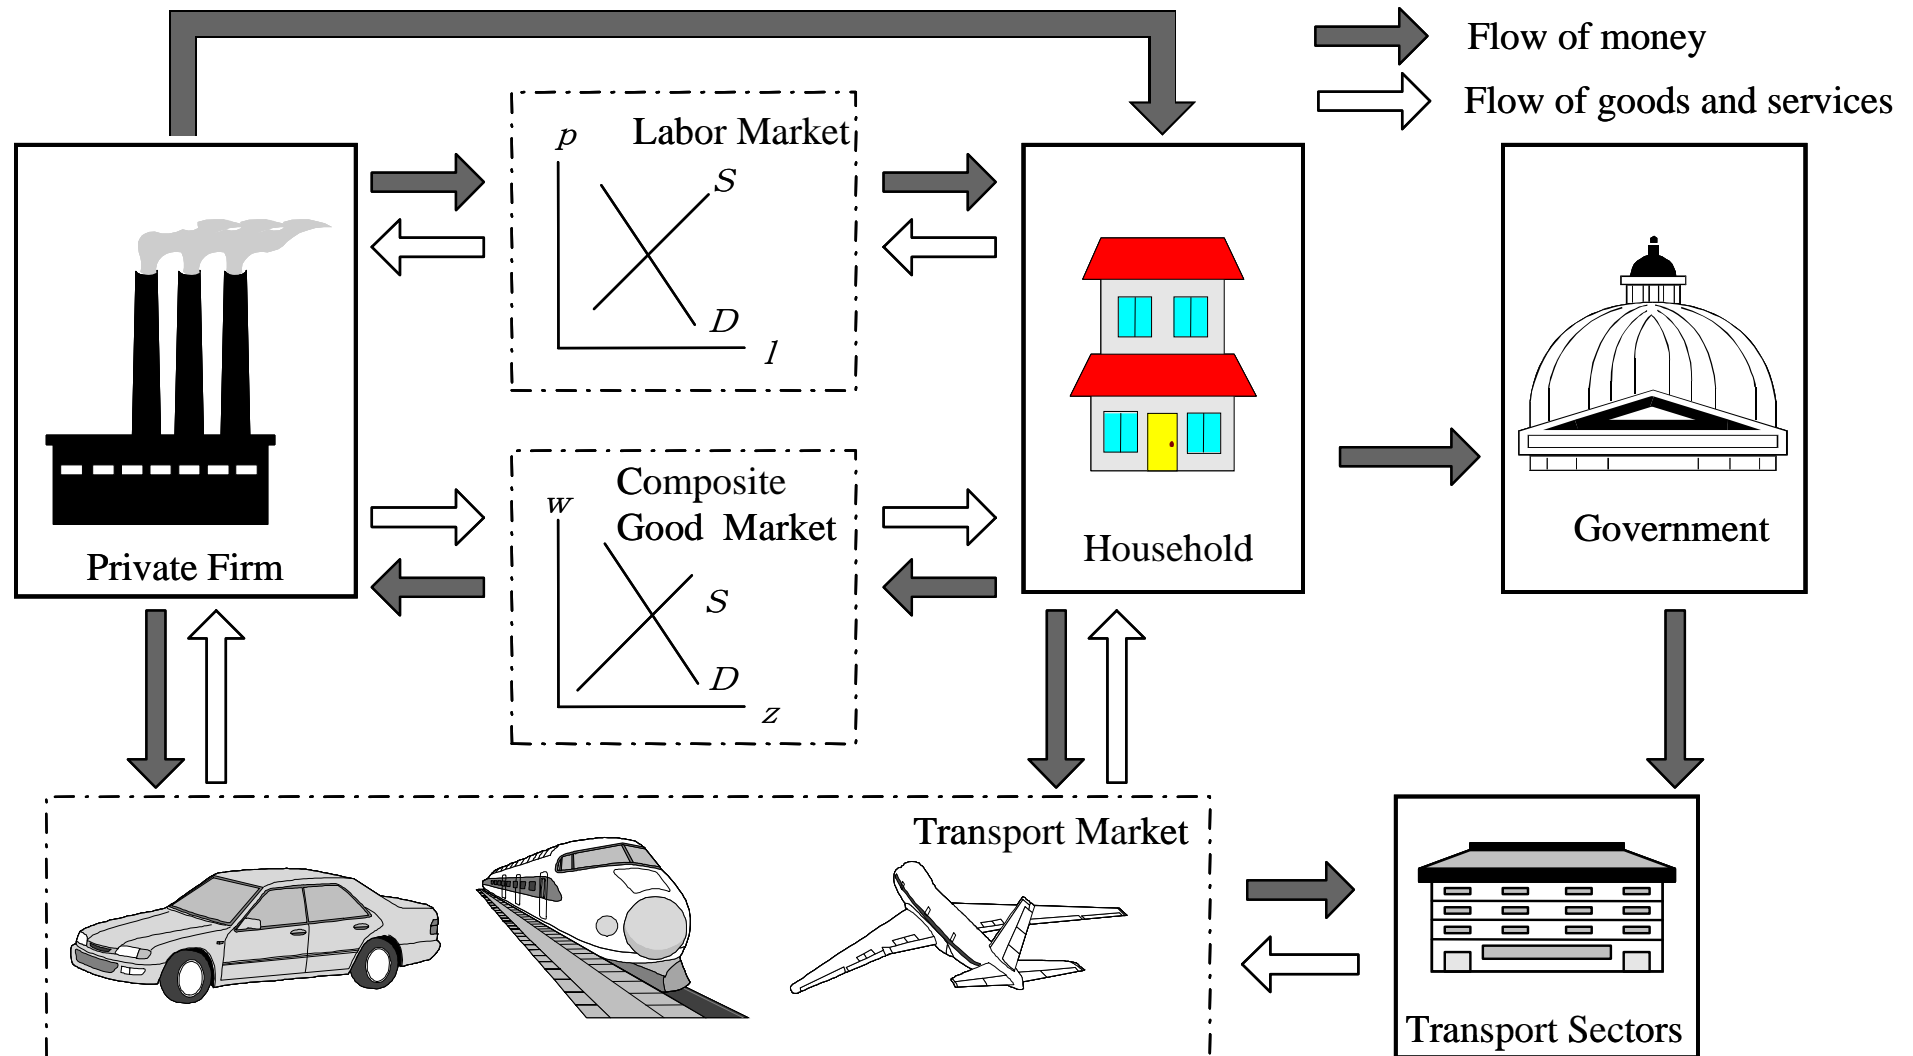 Flow of money
Flow of goods and services
Labor Market
p
S
D
l
Private Firm
Composite
Good Market
w
S
D
z
Household
Government
Transport Market
Transport Sectors